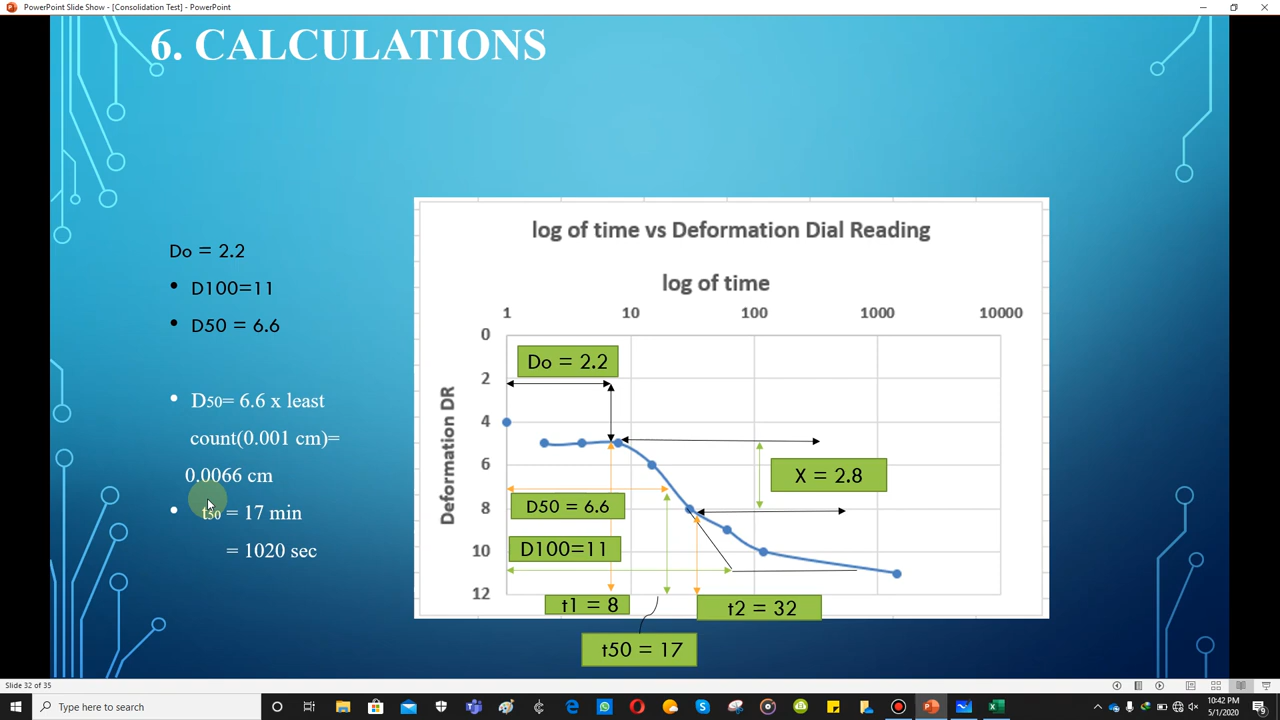 PowerPoint Slide Show - [Consolidation Test] - PowerPoint
6. CALCULATIONS
Do = 2.2
• D100=11
• D50 = 6.6
• D50= 6.6 x least
count(0.001 cm)=
0.0066 cm
• t50 = 17 min
= 1020 sec
log of time vs Deformation Dial Reading
log of time
1 10 100 1000 10000
Deformation DR
0
2
4
6
8
10
12
Do = 2.2
X = 2.8
D50 = 6.6
D100=11
t1 = 8
t2 = 32
t50 = 17
Slide 32 of 35
Type here to search
10:42 PM
5/1/2020